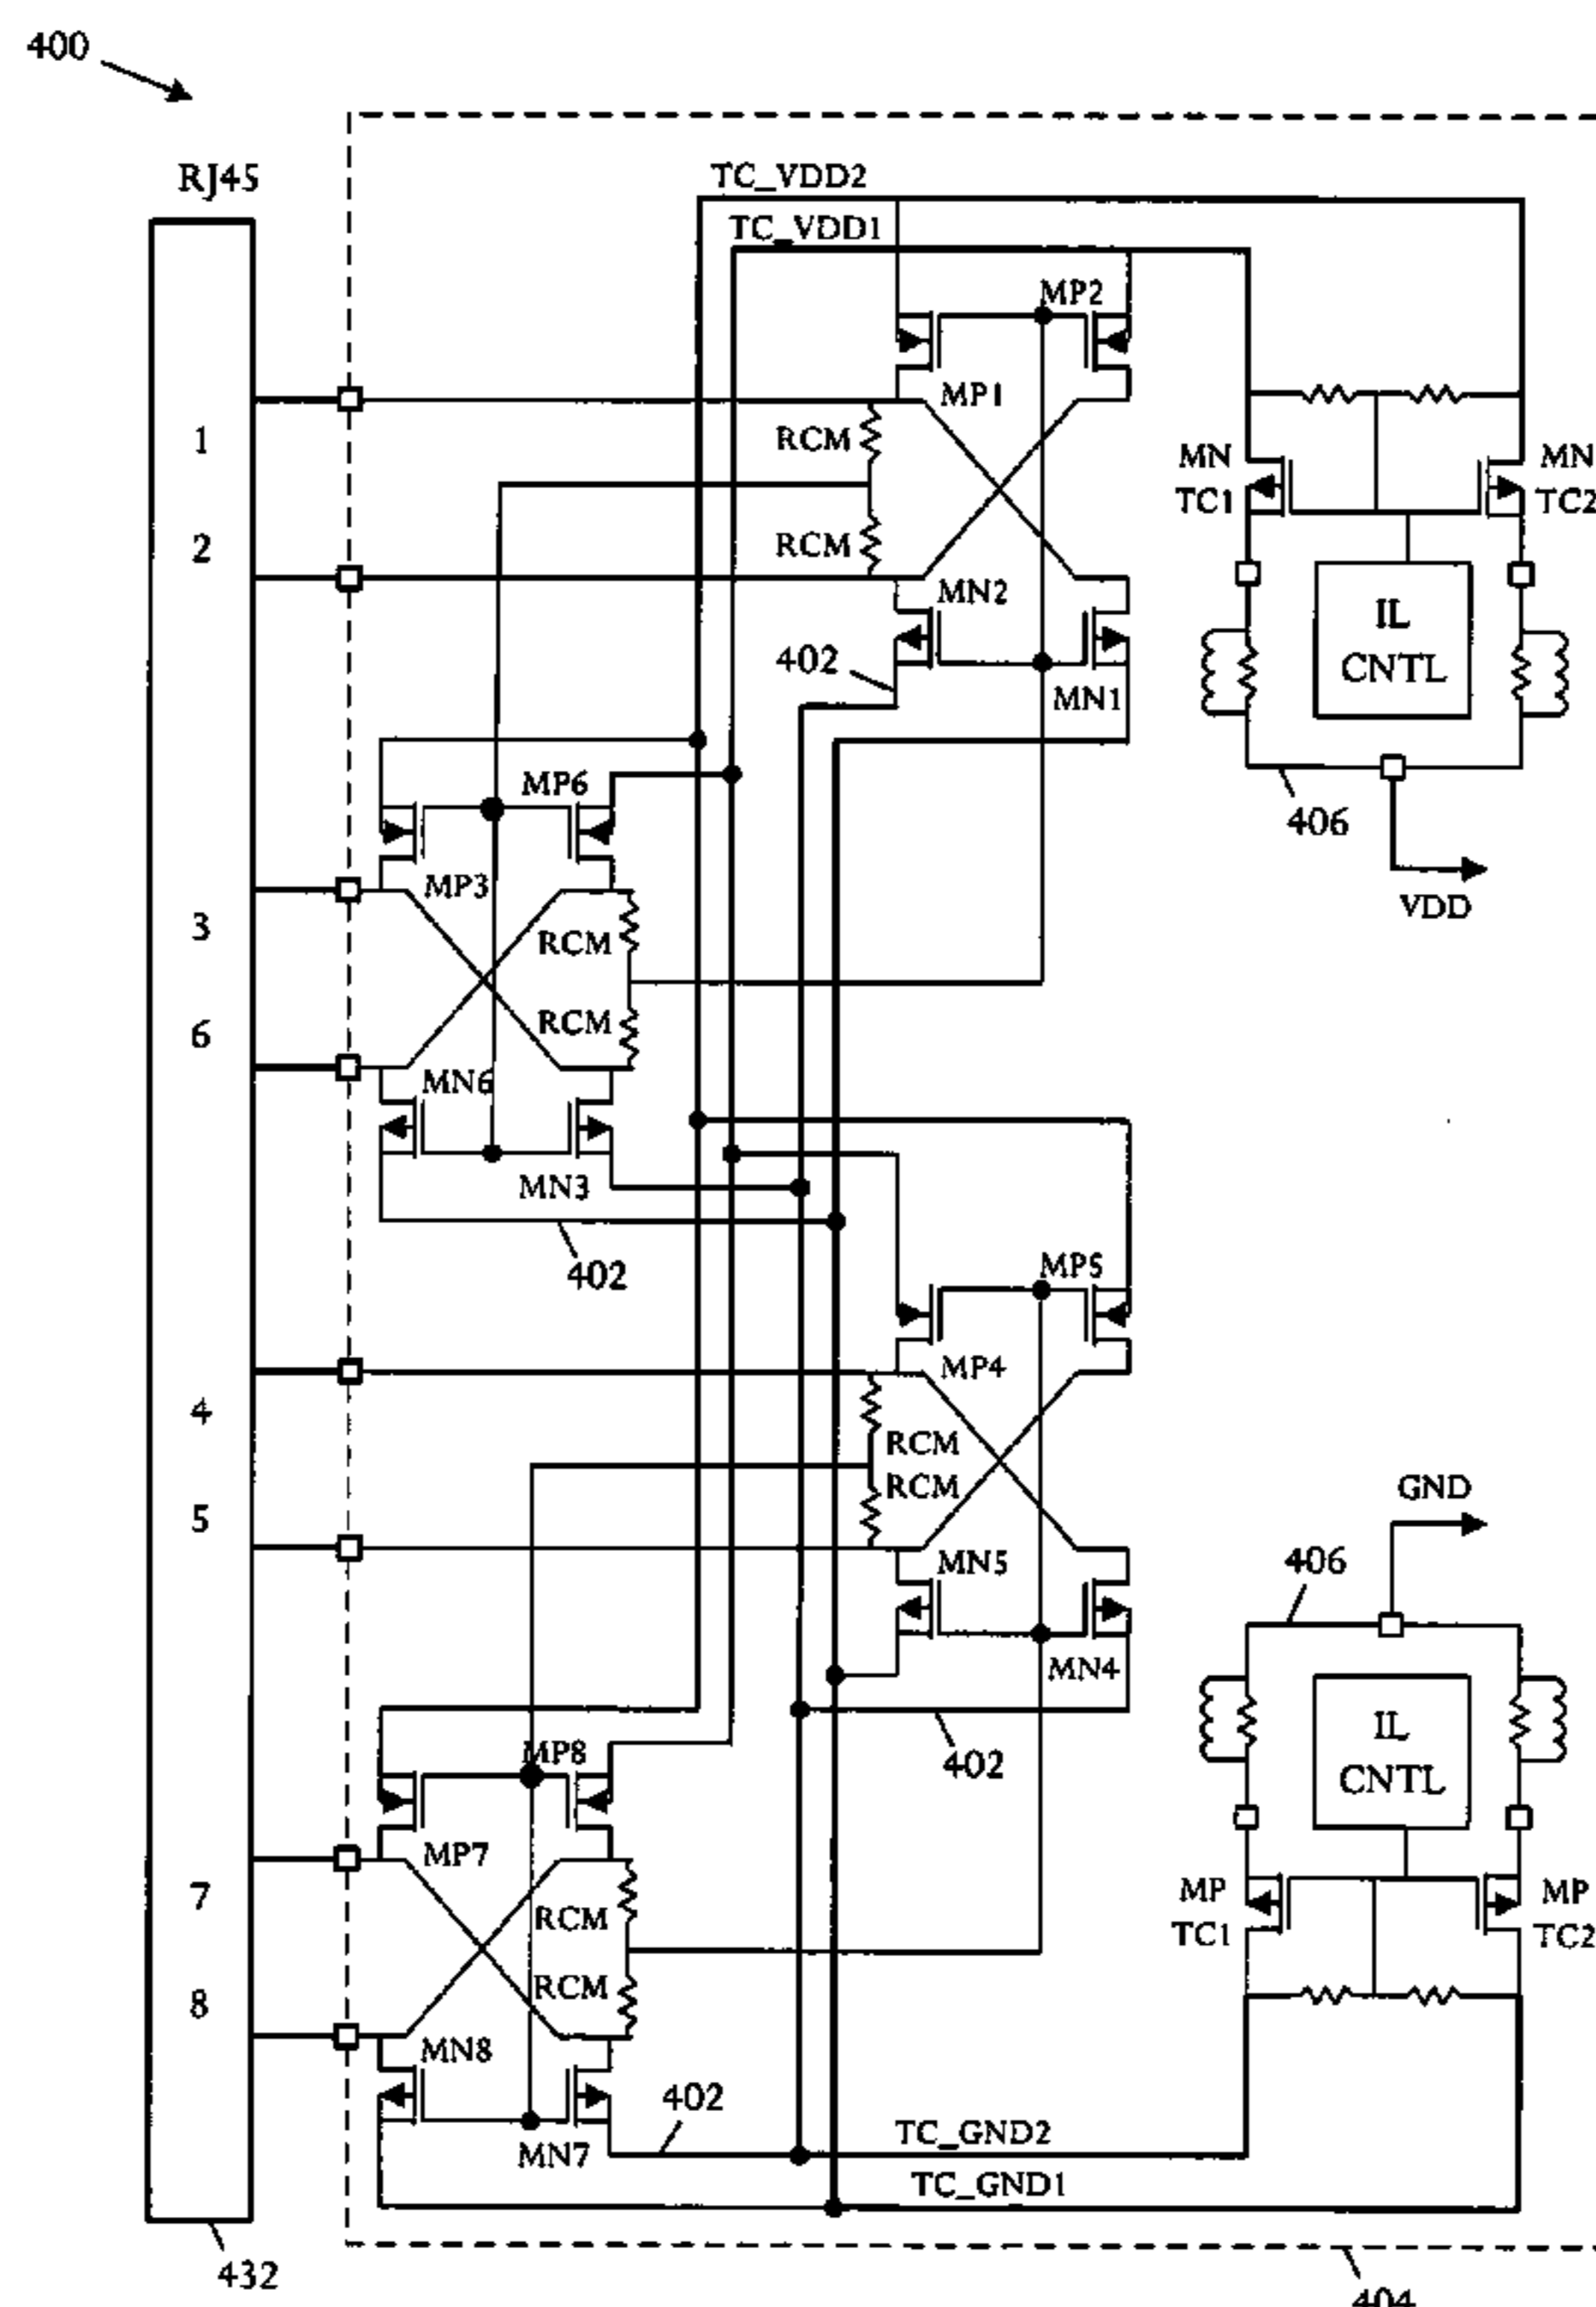 400
RJ45
TC_VDD2
TC_VDD1
MP2
MP1
1
RCM
MN
TC1
MN
TC2
2
RCM
MN2
IL
CNTL
402
MN1
MP6
406
MP3
VDD
3
RCM
6
RCM
MN6
MN3
402
MP5
MP4
4
RCM
RCM
GND
5
MN5
406
MN4
IL
CNTL
MP8
402
MP7
7
RCM
MP
TC1
MP
TC2
8
RCM
MN8
402
MN7
TC_GND2
TC_GND1
432
404